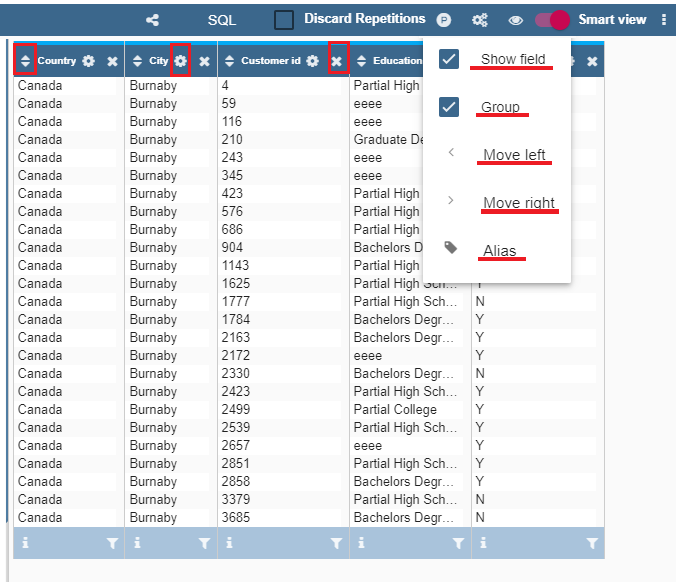 SQL Discard Repetitions P Smart view
Country City Customer id Education
Canada Burnaby 4 Partial High
Canada Burnaby 59 eeee
Canada Burnaby 116 eeee
Canada Burnaby 210 Graduate De
Canada Burnaby 243 eeee
Canada Burnaby 345 eeee
Canada Burnaby 423 Partial High
Canada Burnaby 576 Partial High
Canada Burnaby 686 Partial High
Canada Burnaby 904 Bachelors D
Canada Burnaby 1143 Partial High
Canada Burnaby 1625 Partial High Sch... Y
Canada Burnaby 1777 Partial High Sch... N
Canada Burnaby 1784 Bachelors Degr... Y
Canada Burnaby 2163 Bachelors Degr... Y
Canada Burnaby 2172 eeee Y
Canada Burnaby 2330 Bachelors Degr... N
Canada Burnaby 2423 Partial High Sch... Y
Canada Burnaby 2499 Partial College Y
Canada Burnaby 2539 Partial High Sch... Y
Canada Burnaby 2657 eeee Y
Canada Burnaby 2851 Partial High Sch... Y
Canada Burnaby 2858 Bachelors Degr... Y
Canada Burnaby 3379 Partial High Sch... N
Canada Burnaby 3685 Bachelors Degr... N
Show field
Group
Move left
Move right
Alias